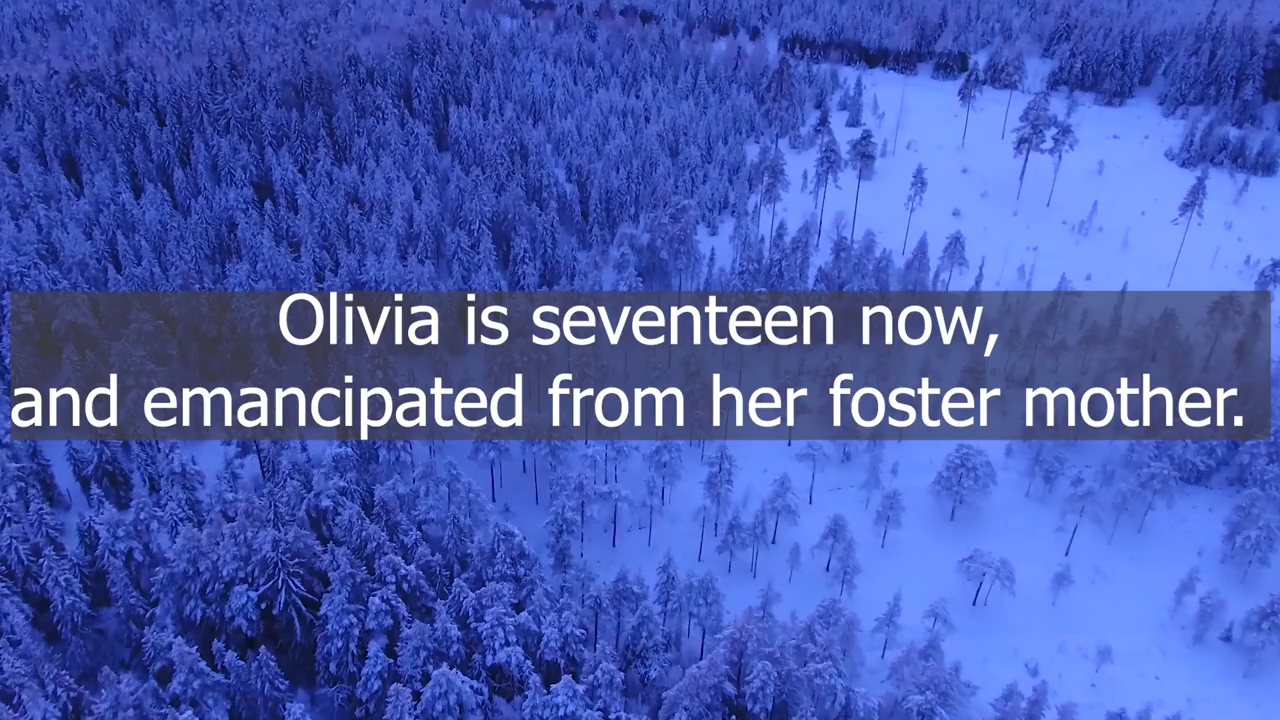 Olivia is seventeen now,
and emancipated from her foster mother.